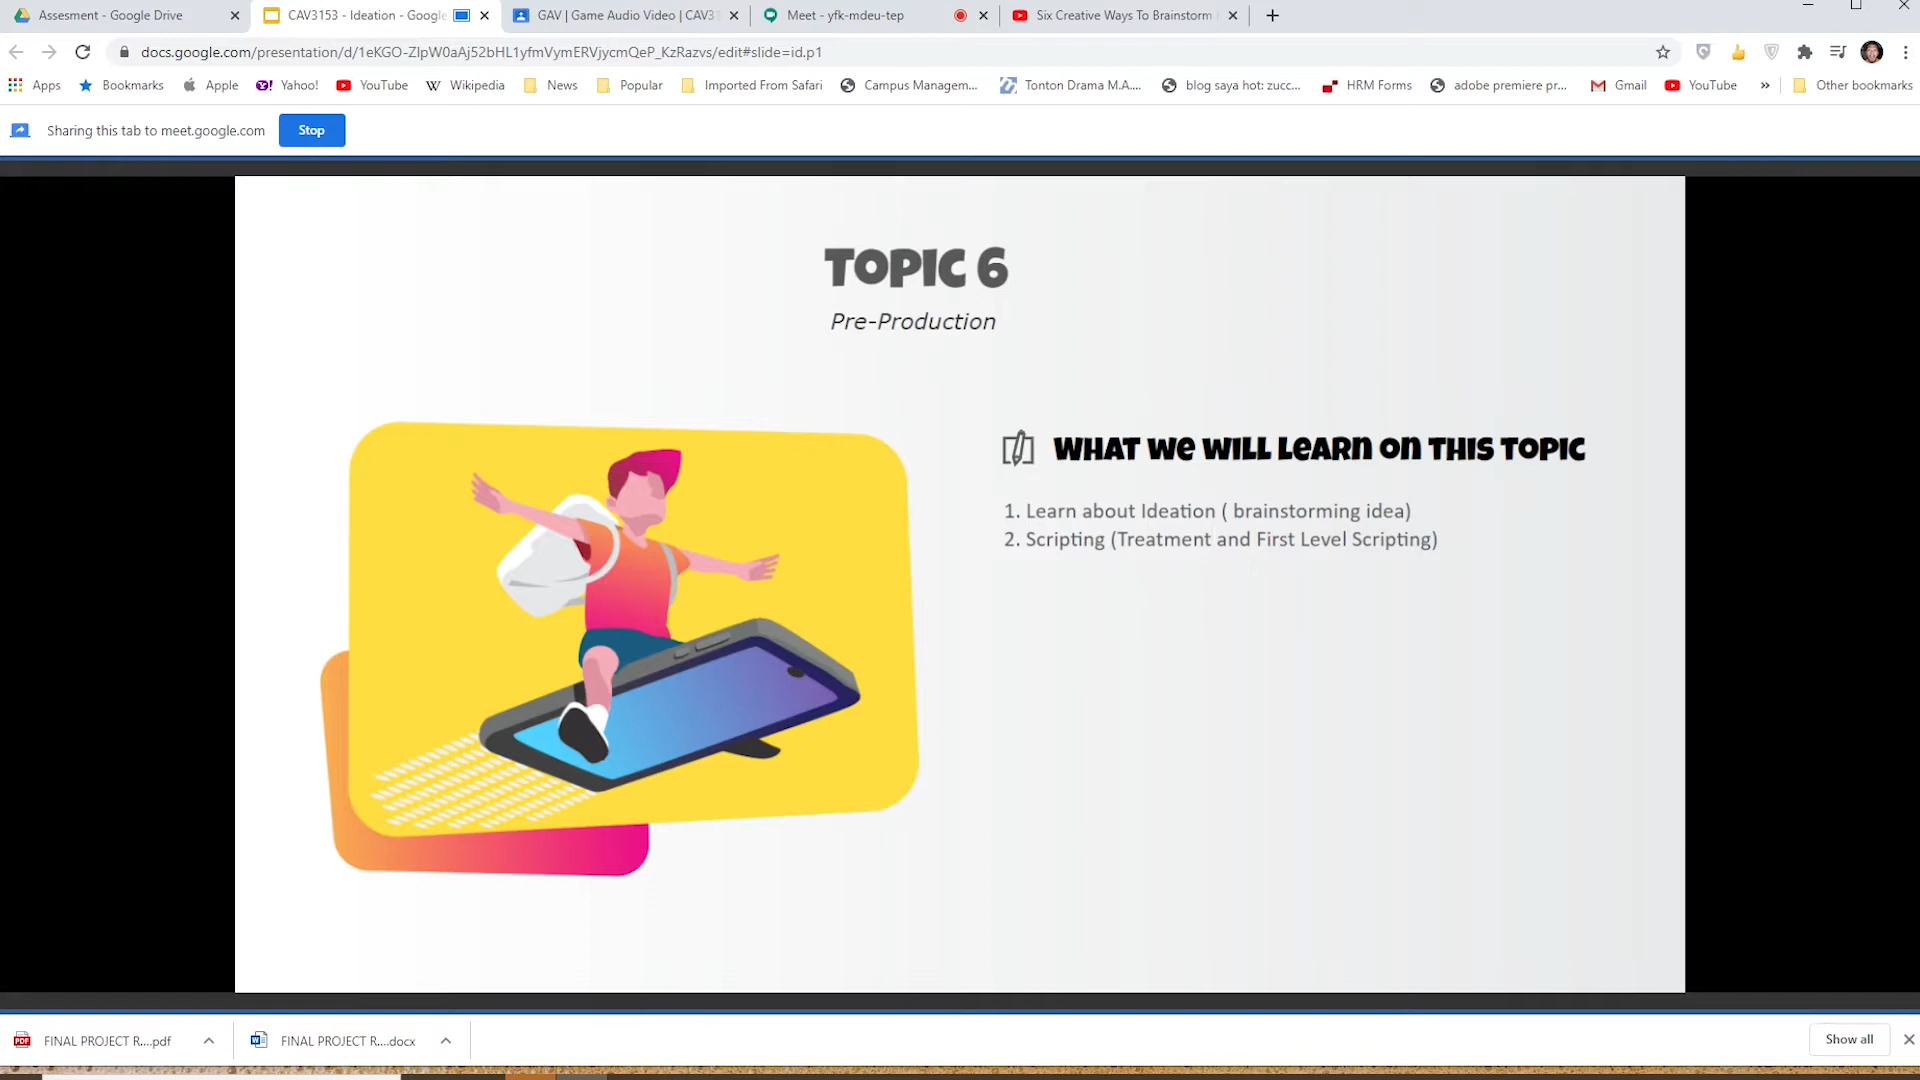 Assesment - Google Drive
CAV3153 - Ideation - Google
GAV | Game Audio Video | CAV31
Meet - yfk-mdeu-tep
Six Creative Ways To Brainstorm
docs.google.com/presentation/d/1eKGO-ZIpW0aAj52bHL1yfmVymERVjycmQeP_KzRazvs/edit#slide=id.p1
Apps
Bookmarks
Apple
Yahoo!
YouTube
Wikipedia
News
Popular
Imported From Safari
Campus Managem...
Tonton Drama M.A....
blog saya hot: zucc...
HRM Forms
adobe premiere pr...
Gmail
YouTube
»
Other bookmarks
Sharing this tab to meet.google.com
Stop
TOPIC 6
Pre-Production
WHAT WE WILL LEARN ON THIS TOPIC
1. Learn about Ideation ( brainstorming idea)
2. Scripting (Treatment and First Level Scripting)
FINAL PROJECT R....pdf
FINAL PROJECT R....docx
Show all